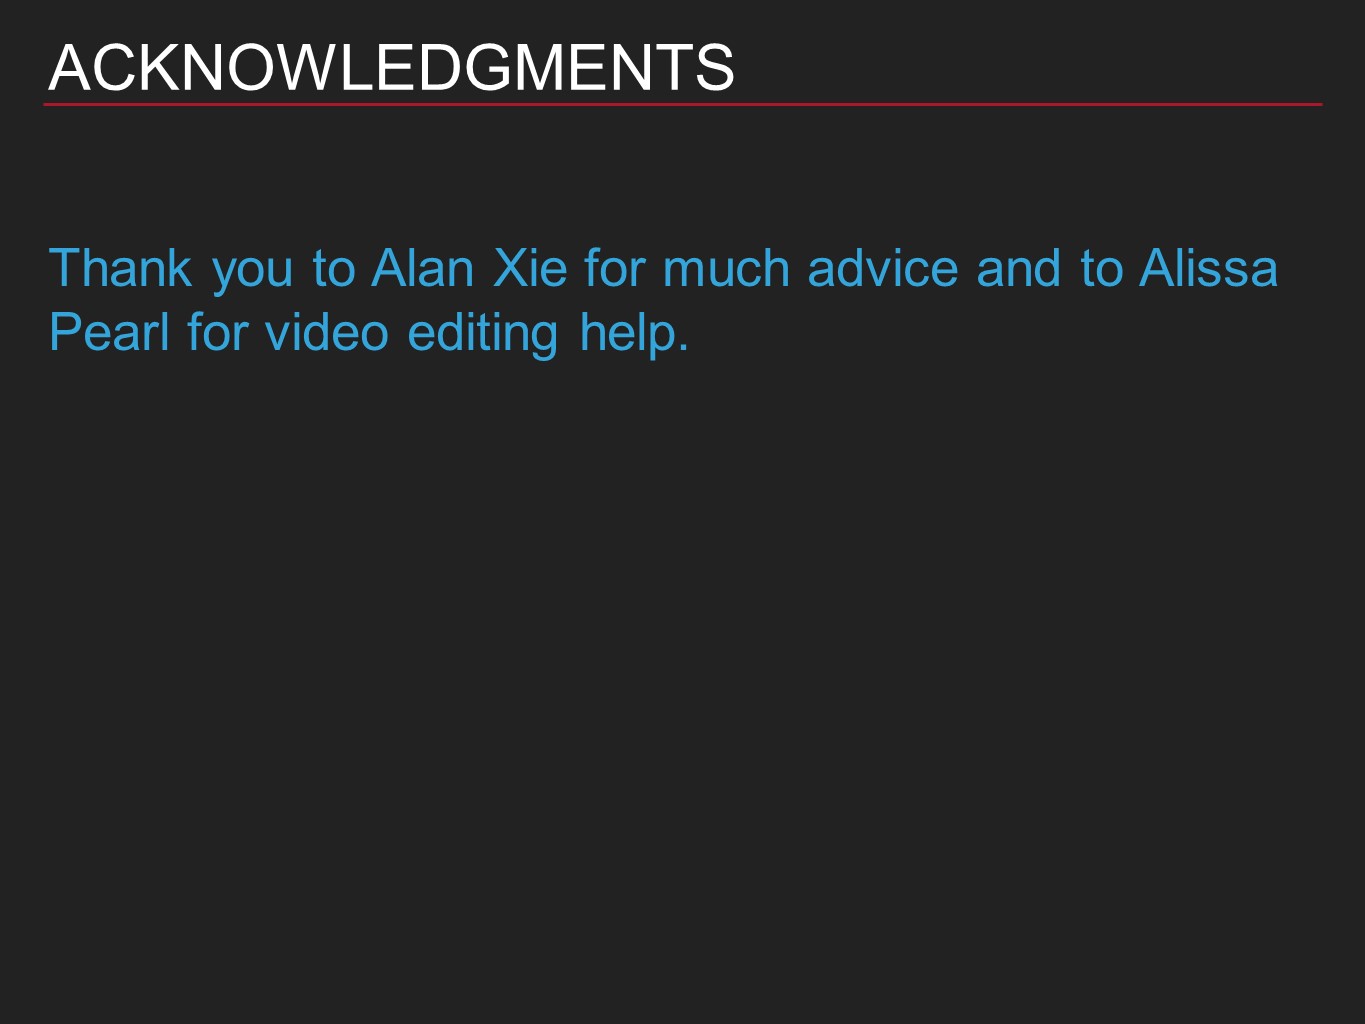 ACKNOWLEDGMENTS
Thank you to Alan Xie for much advice and to Alissa
Pearl for video editing help.